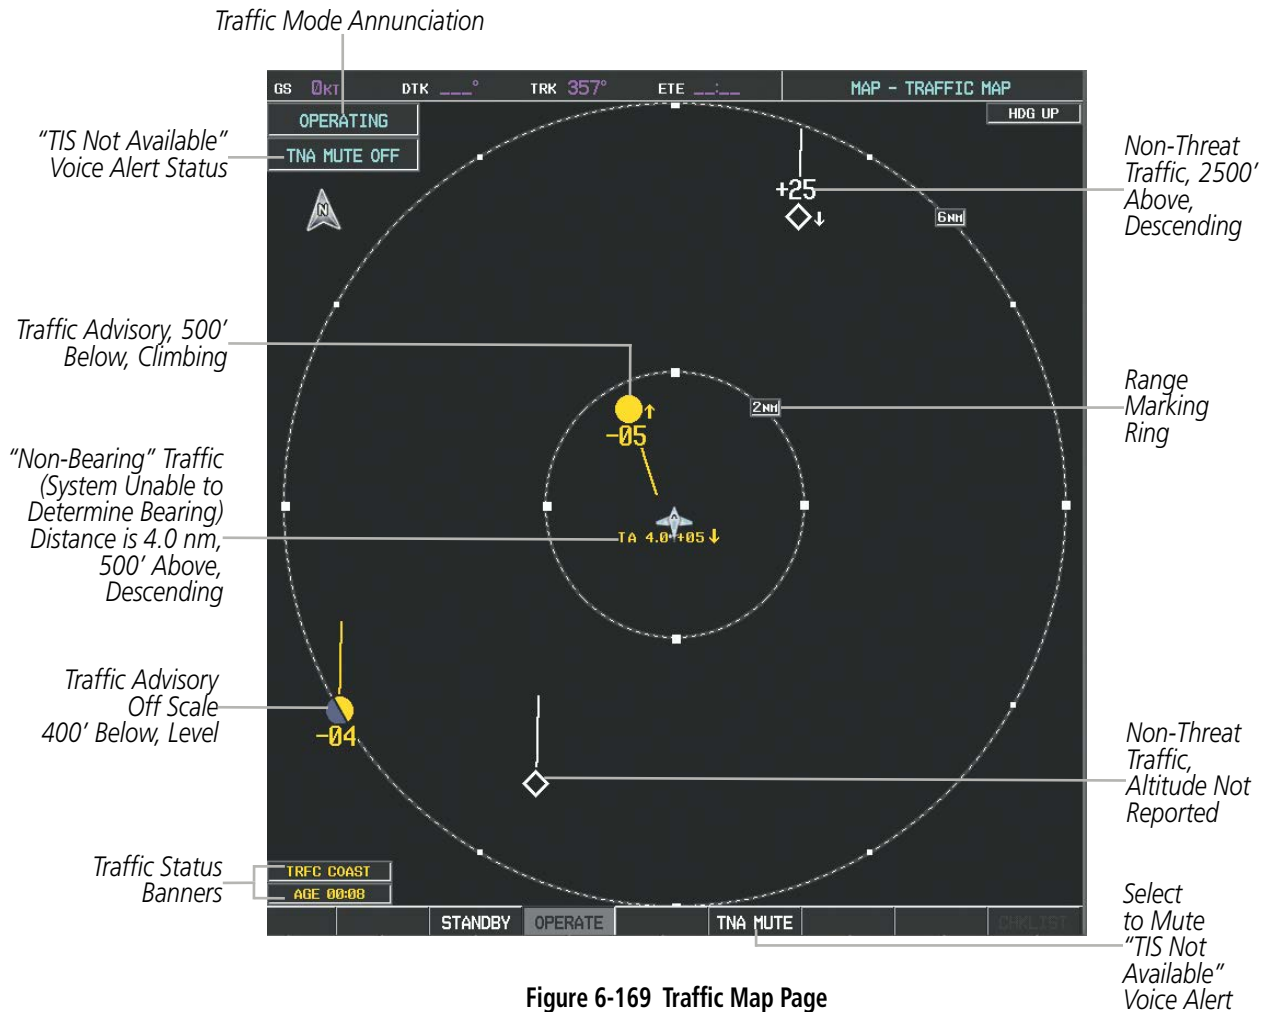 Traffic Mode Annunciation
GS 0KT DTK ___° TRK 357° ETE __:__ MAP - TRAFFIC MAP
OPERATING
HDG UP
TNA MUTE OFF
“TIS Not Available”
Voice Alert Status
N
+25
6NM
Non-Threat
Traffic, 2500’
Above,
Descending
Traffic Advisory, 500’
Below, Climbing
-05
2NM
Range
Marking
Ring
“Non-Bearing” Traffic
(System Unable to
Determine Bearing)
Distance is 4.0 nm,
500’ Above,
Descending
TA 4.0 +05
Traffic Advisory
Off Scale
400’ Below, Level
-04
Non-Threat
Traffic,
Altitude Not
Reported
Traffic Status
Banners
TRFC COAST
AGE 00:08
STANDBY OPERATE TNA MUTE CHKLIST
Select
to Mute
“TIS Not
Available”
Voice Alert
Figure 6-169 Traffic Map Page